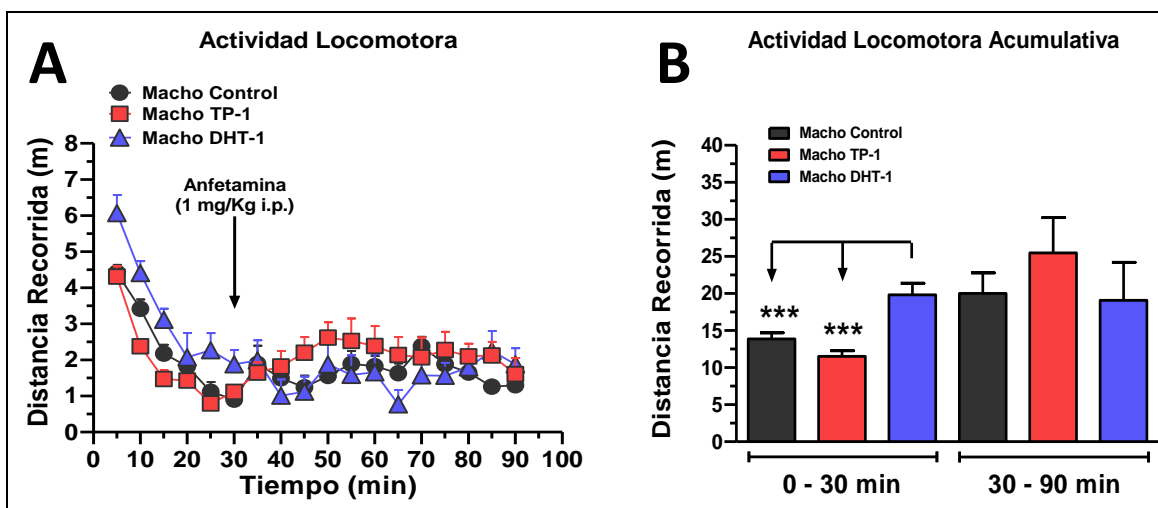 A
Actividad Locomotora
Macho Control
Macho TP-1
Macho DHT-1
Anfetamina
(1 mg/Kg i.p.)
Distancia Recorrida (m)
8
7
6
5
4
3
2
1
0
0 10 20 30 40 50 60 70 80 90 100
Tiempo (min)
B
Actividad Locomotora Acumulativa
Macho Control
Macho TP-1
Macho DHT-1
Distancia Recorrida (m)
40
35
30
25
20
15
10
5
0
*** ***
0 - 30 min 30 - 90 min